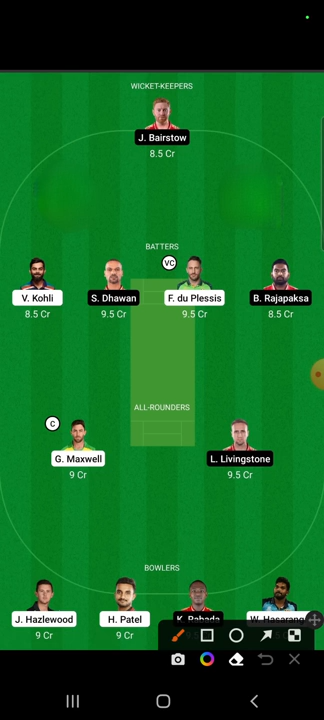 WICKET-KEEPERS
J. Bairstow
8.5 Cr
BATTERS
VC
V. Kohli S. Dhawan F. du Plessis B. Rajapaksa
8.5 Cr 9.5 Cr 9.5 Cr 8.5 Cr
ALL-ROUNDERS
C
G. Maxwell L. Livingstone
9 Cr 9.5 Cr
BOWLERS
J. Hazlewood H. Patel K. Rabada
9 Cr 9 Cr